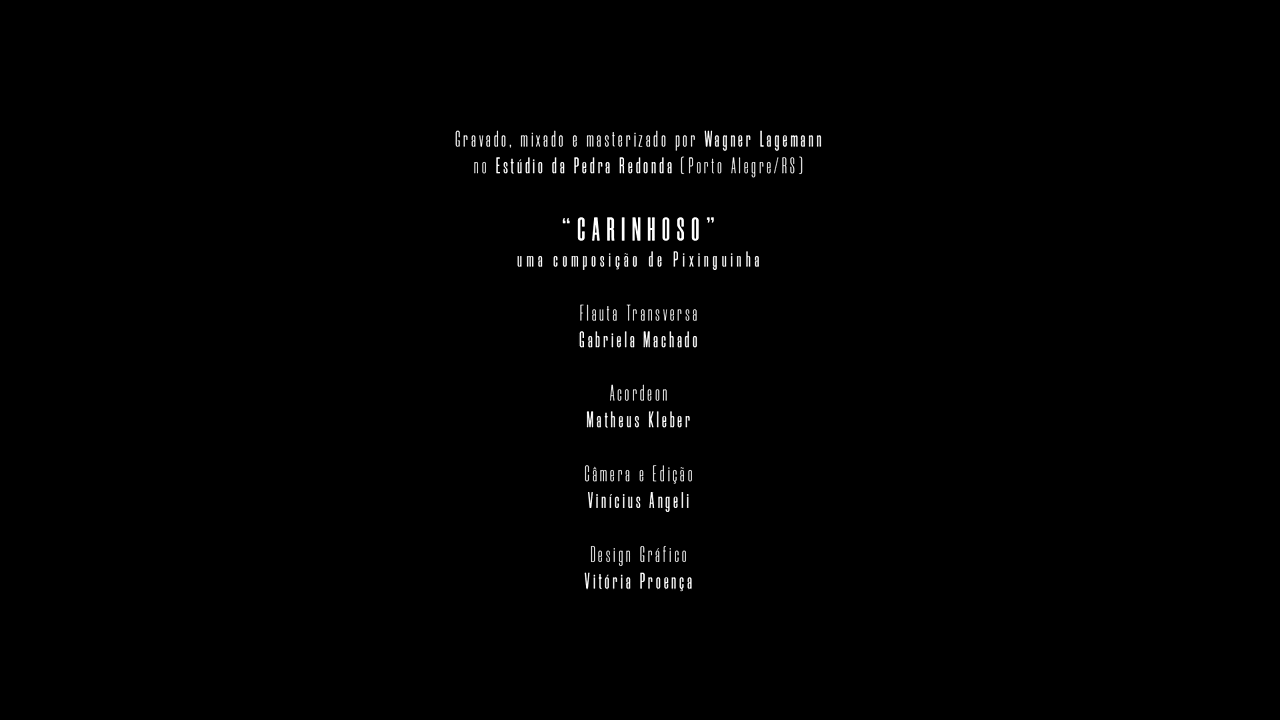 Gravado, mixado e masterizado por Wagner Lagemann
no Estúdio da Pedra Redonda (Porto Alegre/RS)
“CARINHOSO”
uma composição de Pixinguinha
Flauta Transversa
Gabriela Machado
Acordeon
Matheus Kleber
Câmera e Edição
Vinícius Angeli
Design Gráfico
Vitória Proença